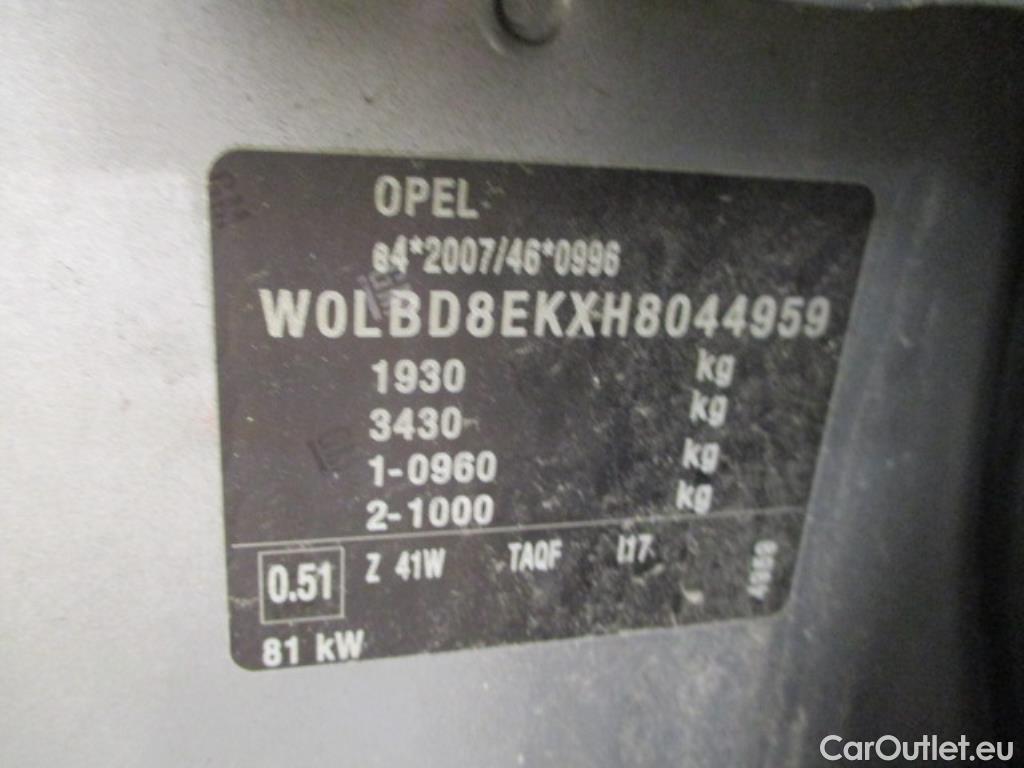 OPEL
e4*2007/46*0996
W0LBD8EKXH8044959
1930 kg
3430 kg
1-0960 kg
2-1000 kg
0.51 Z 41W TAQF I17
4959
81 kW
CarOutlet.eu